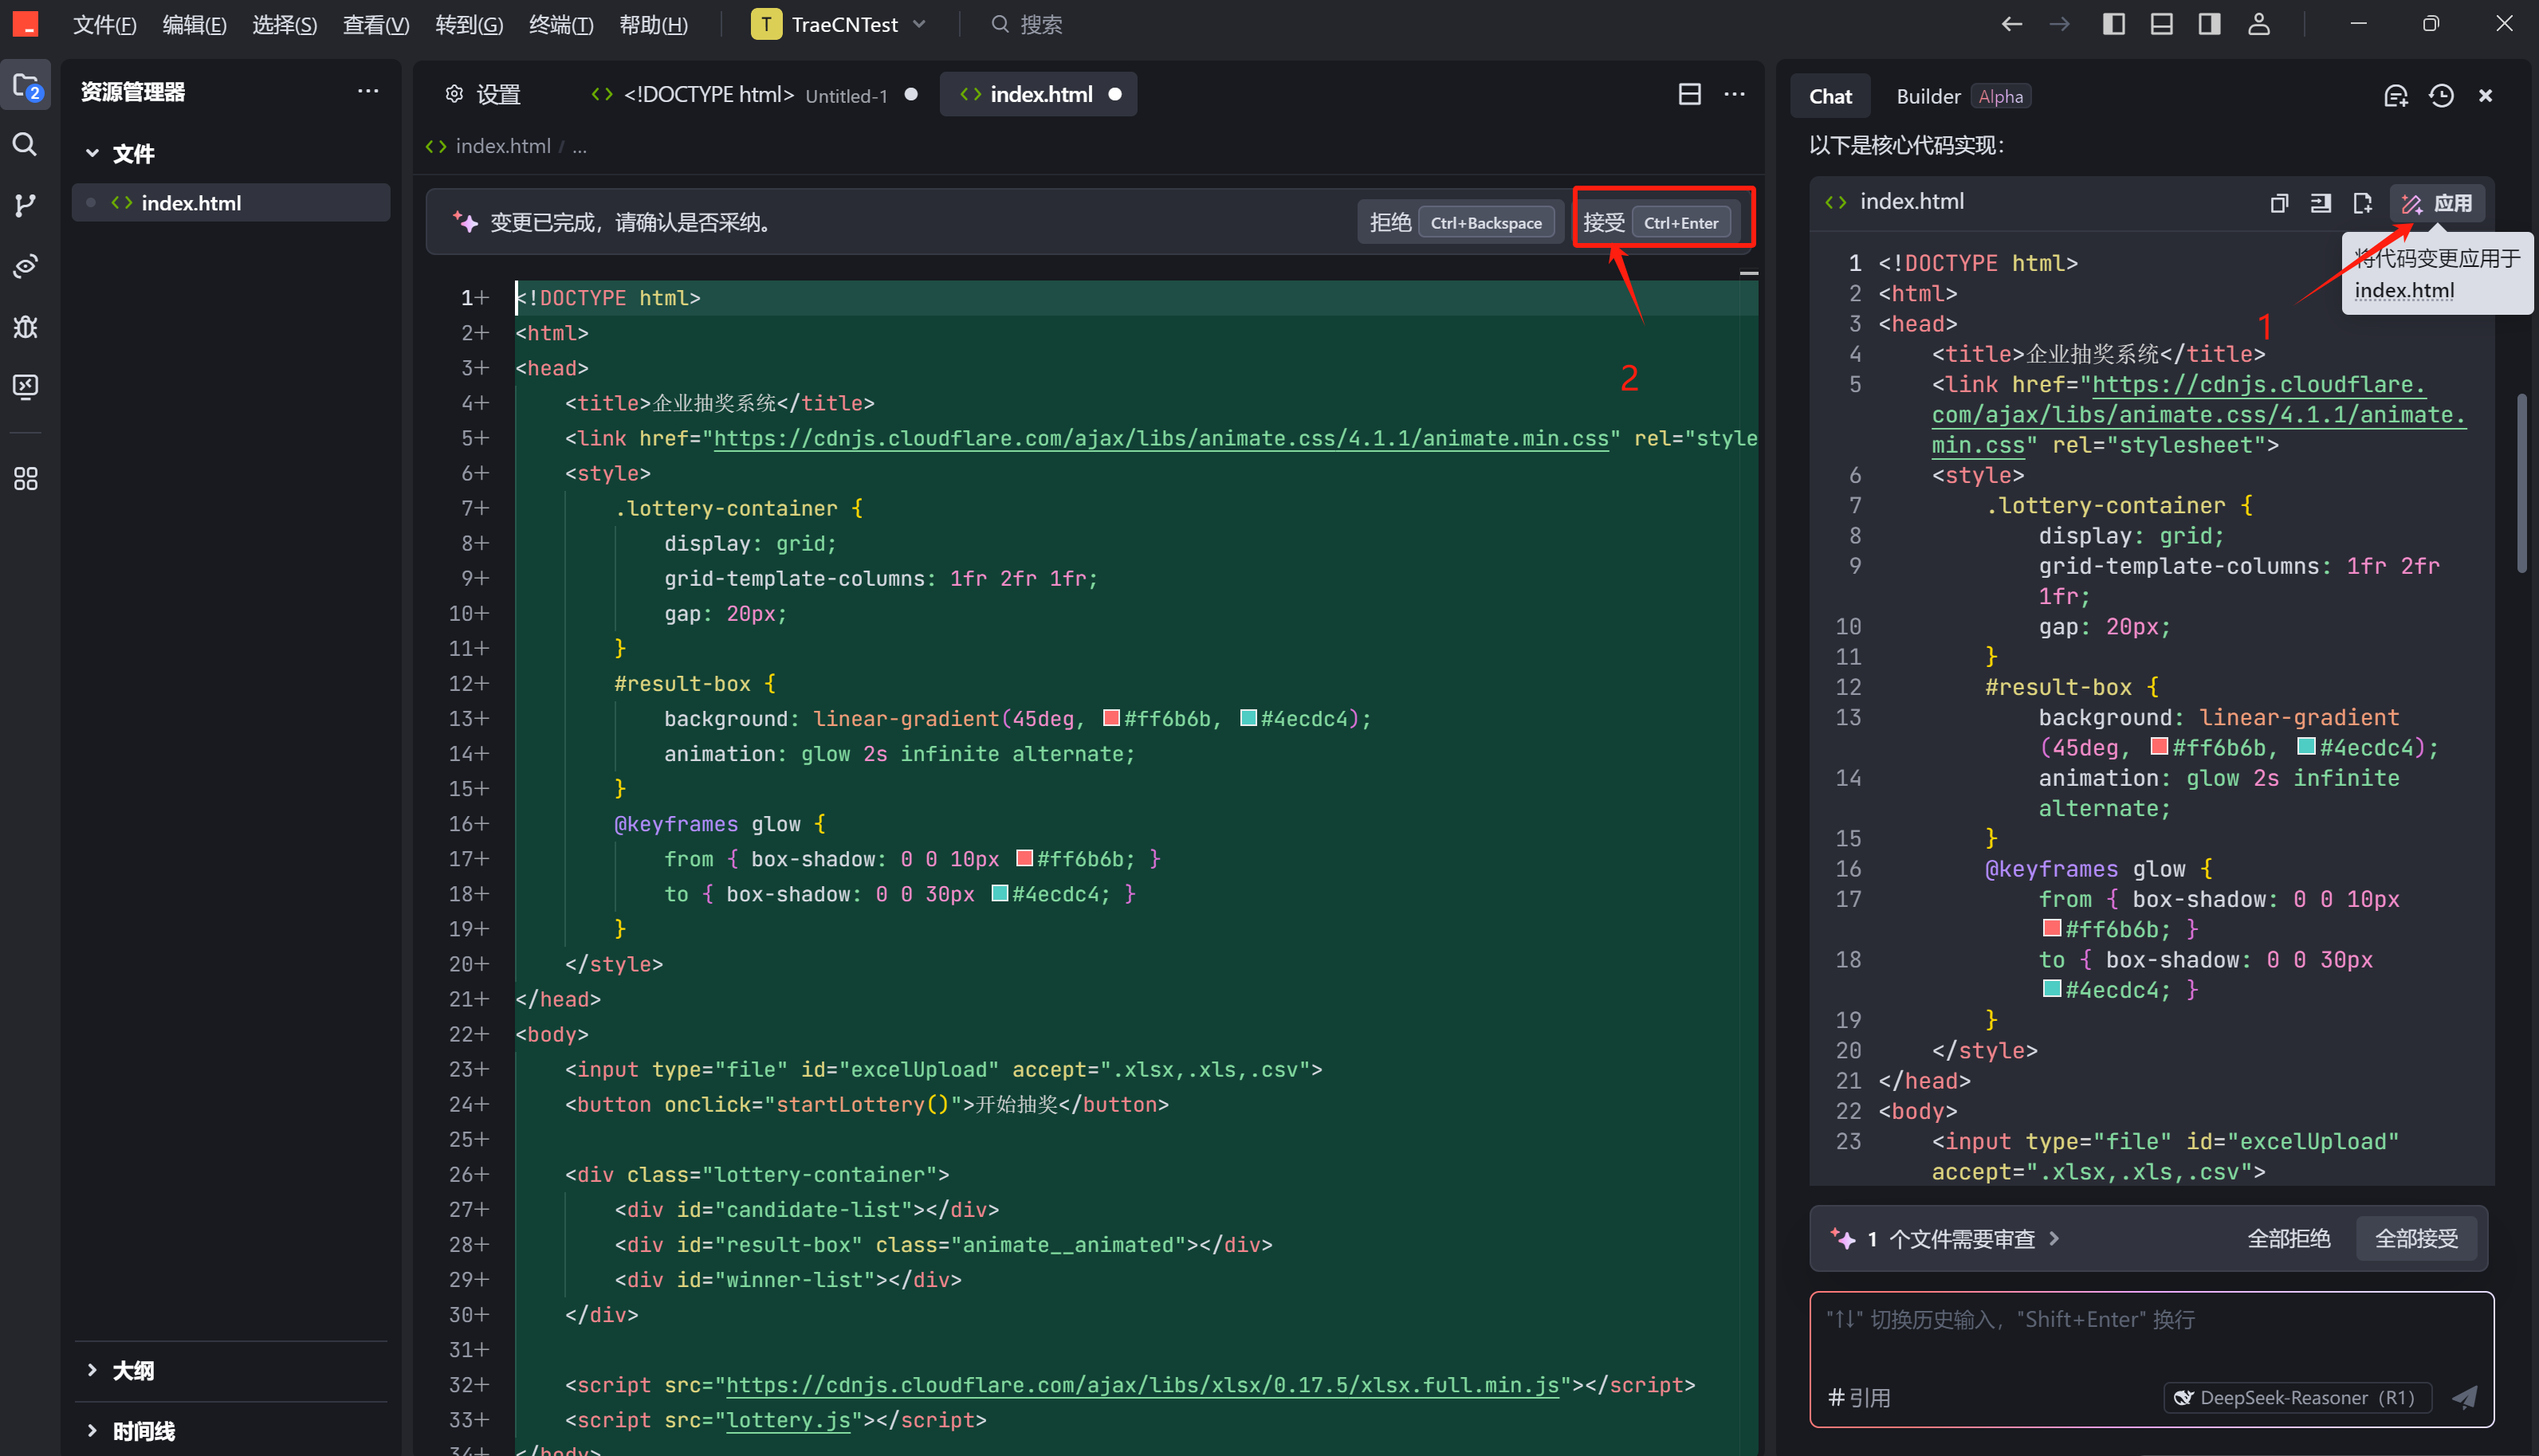 文件(F) 编辑(E) 选择(S) 查看(V) 转到(G) 终端(T) 帮助(H) T TraeCNTest 搜索
2
资源管理器
文件
index.html
大纲
时间线
设置 <!DOCTYPE html> Untitled-1 index.html
index.html / ...
变更已完成，请确认是否采纳。 拒绝 Ctrl+Backspace 接受 Ctrl+Enter
2
1+ <!DOCTYPE html>
2+ <html>
3+ <head>
4+ <title>企业抽奖系统</title>
5+ <link href="https://cdnjs.cloudflare.com/ajax/libs/animate.css/4.1.1/animate.min.css" rel="style
6+ <style>
7+ .lottery-container {
8+ display: grid;
9+ grid-template-columns: 1fr 2fr 1fr;
10+ gap: 20px;
11+ }
12+ #result-box {
13+ background: linear-gradient(45deg, #ff6b6b, #4ecdc4);
14+ animation: glow 2s infinite alternate;
15+ }
16+ @keyframes glow {
17+ from { box-shadow: 0 0 10px #ff6b6b; }
18+ to { box-shadow: 0 0 30px #4ecdc4; }
19+ }
20+ </style>
21+ </head>
22+ <body>
23+ <input type="file" id="excelUpload" accept=".xlsx,.xls,.csv">
24+ <button onclick="startLottery()">开始抽奖</button>
25+
26+ <div class="lottery-container">
27+ <div id="candidate-list"></div>
28+ <div id="result-box" class="animate__animated"></div>
29+ <div id="winner-list"></div>
30+ </div>
31+
32+ <script src="https://cdnjs.cloudflare.com/ajax/libs/xlsx/0.17.5/xlsx.full.min.js"></script>
33+ <script src="lottery.js"></script>
34+ </body>
Chat Builder Alpha
以下是核心代码实现：
index.html 应用
将代码变更应用于
index.html
1
1 <!DOCTYPE html>
2 <html>
3 <head>
4 <title>企业抽奖系统</title>
5 <link href="https://cdnjs.cloudflare.
com/ajax/libs/animate.css/4.1.1/animate.
min.css" rel="stylesheet">
6 <style>
7 .lottery-container {
8 display: grid;
9 grid-template-columns: 1fr 2fr
1fr;
10 gap: 20px;
11 }
12 #result-box {
13 background: linear-gradient
(45deg, #ff6b6b, #4ecdc4);
14 animation: glow 2s infinite
alternate;
15 }
16 @keyframes glow {
17 from { box-shadow: 0 0 10px
#ff6b6b; }
18 to { box-shadow: 0 0 30px
#4ecdc4; }
19 }
20 </style>
21 </head>
22 <body>
23 <input type="file" id="excelUpload"
accept=".xlsx,.xls,.csv">
1 个文件需要审查 全部拒绝 全部接受
"↑↓" 切换历史输入，"Shift+Enter" 换行
# 引用 DeepSeek-Reasoner（R1）